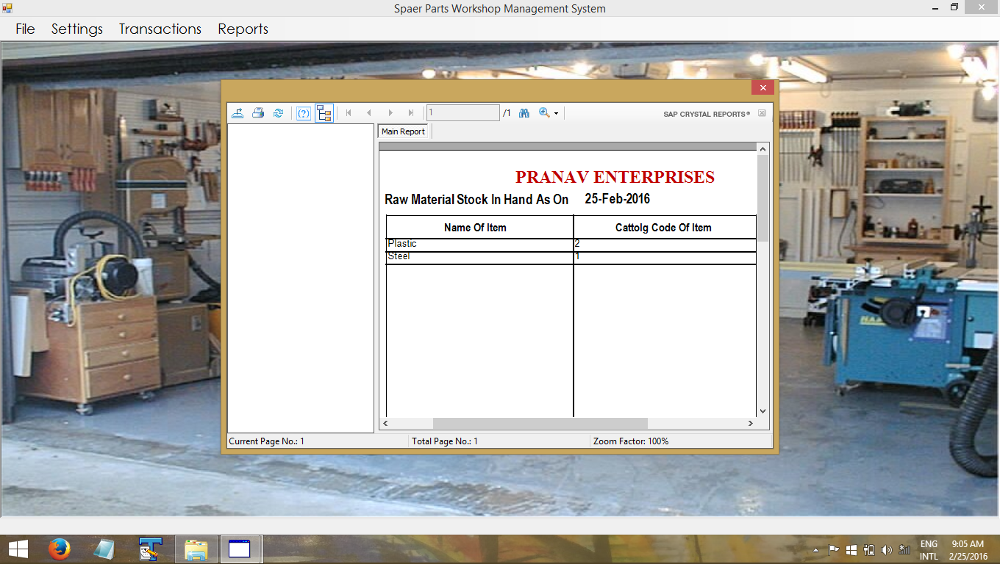 Spaer Parts Workshop Management System
File Settings Transactions Reports
1 /1 SAP CRYSTAL REPORTS®
Main Report
PRANAV ENTERPRISES
Raw Material Stock In Hand As On 25-Feb-2016
Name Of Item Cattolg Code Of Item
Plastic 2
Steel 1
Current Page No.: 1 Total Page No.: 1 Zoom Factor: 100%
ENG 9:05 AM
INTL 2/25/2016